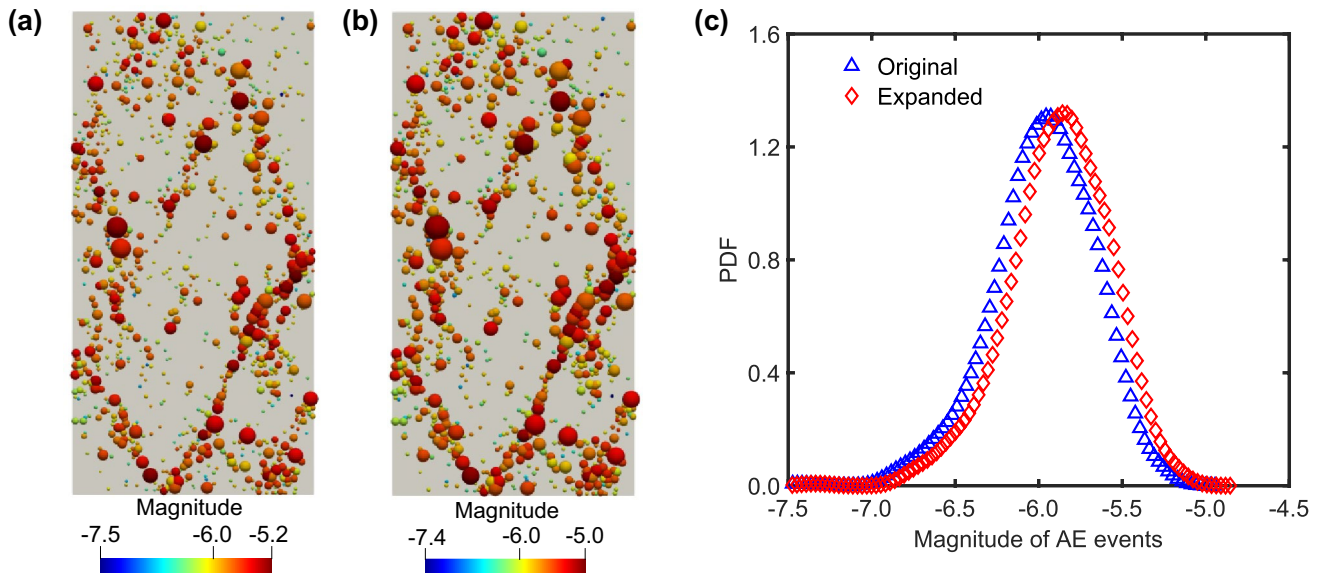 (a)
(b)
(c)
Magnitude
-7.5 -6.0 -5.2
Magnitude
-7.4 -6.0 -5.0
1.6
1.2
0.8
0.4
0.0
PDF
Original
Expanded
-7.5 -7.0 -6.5 -6.0 -5.5 -5.0 -4.5
Magnitude of AE events